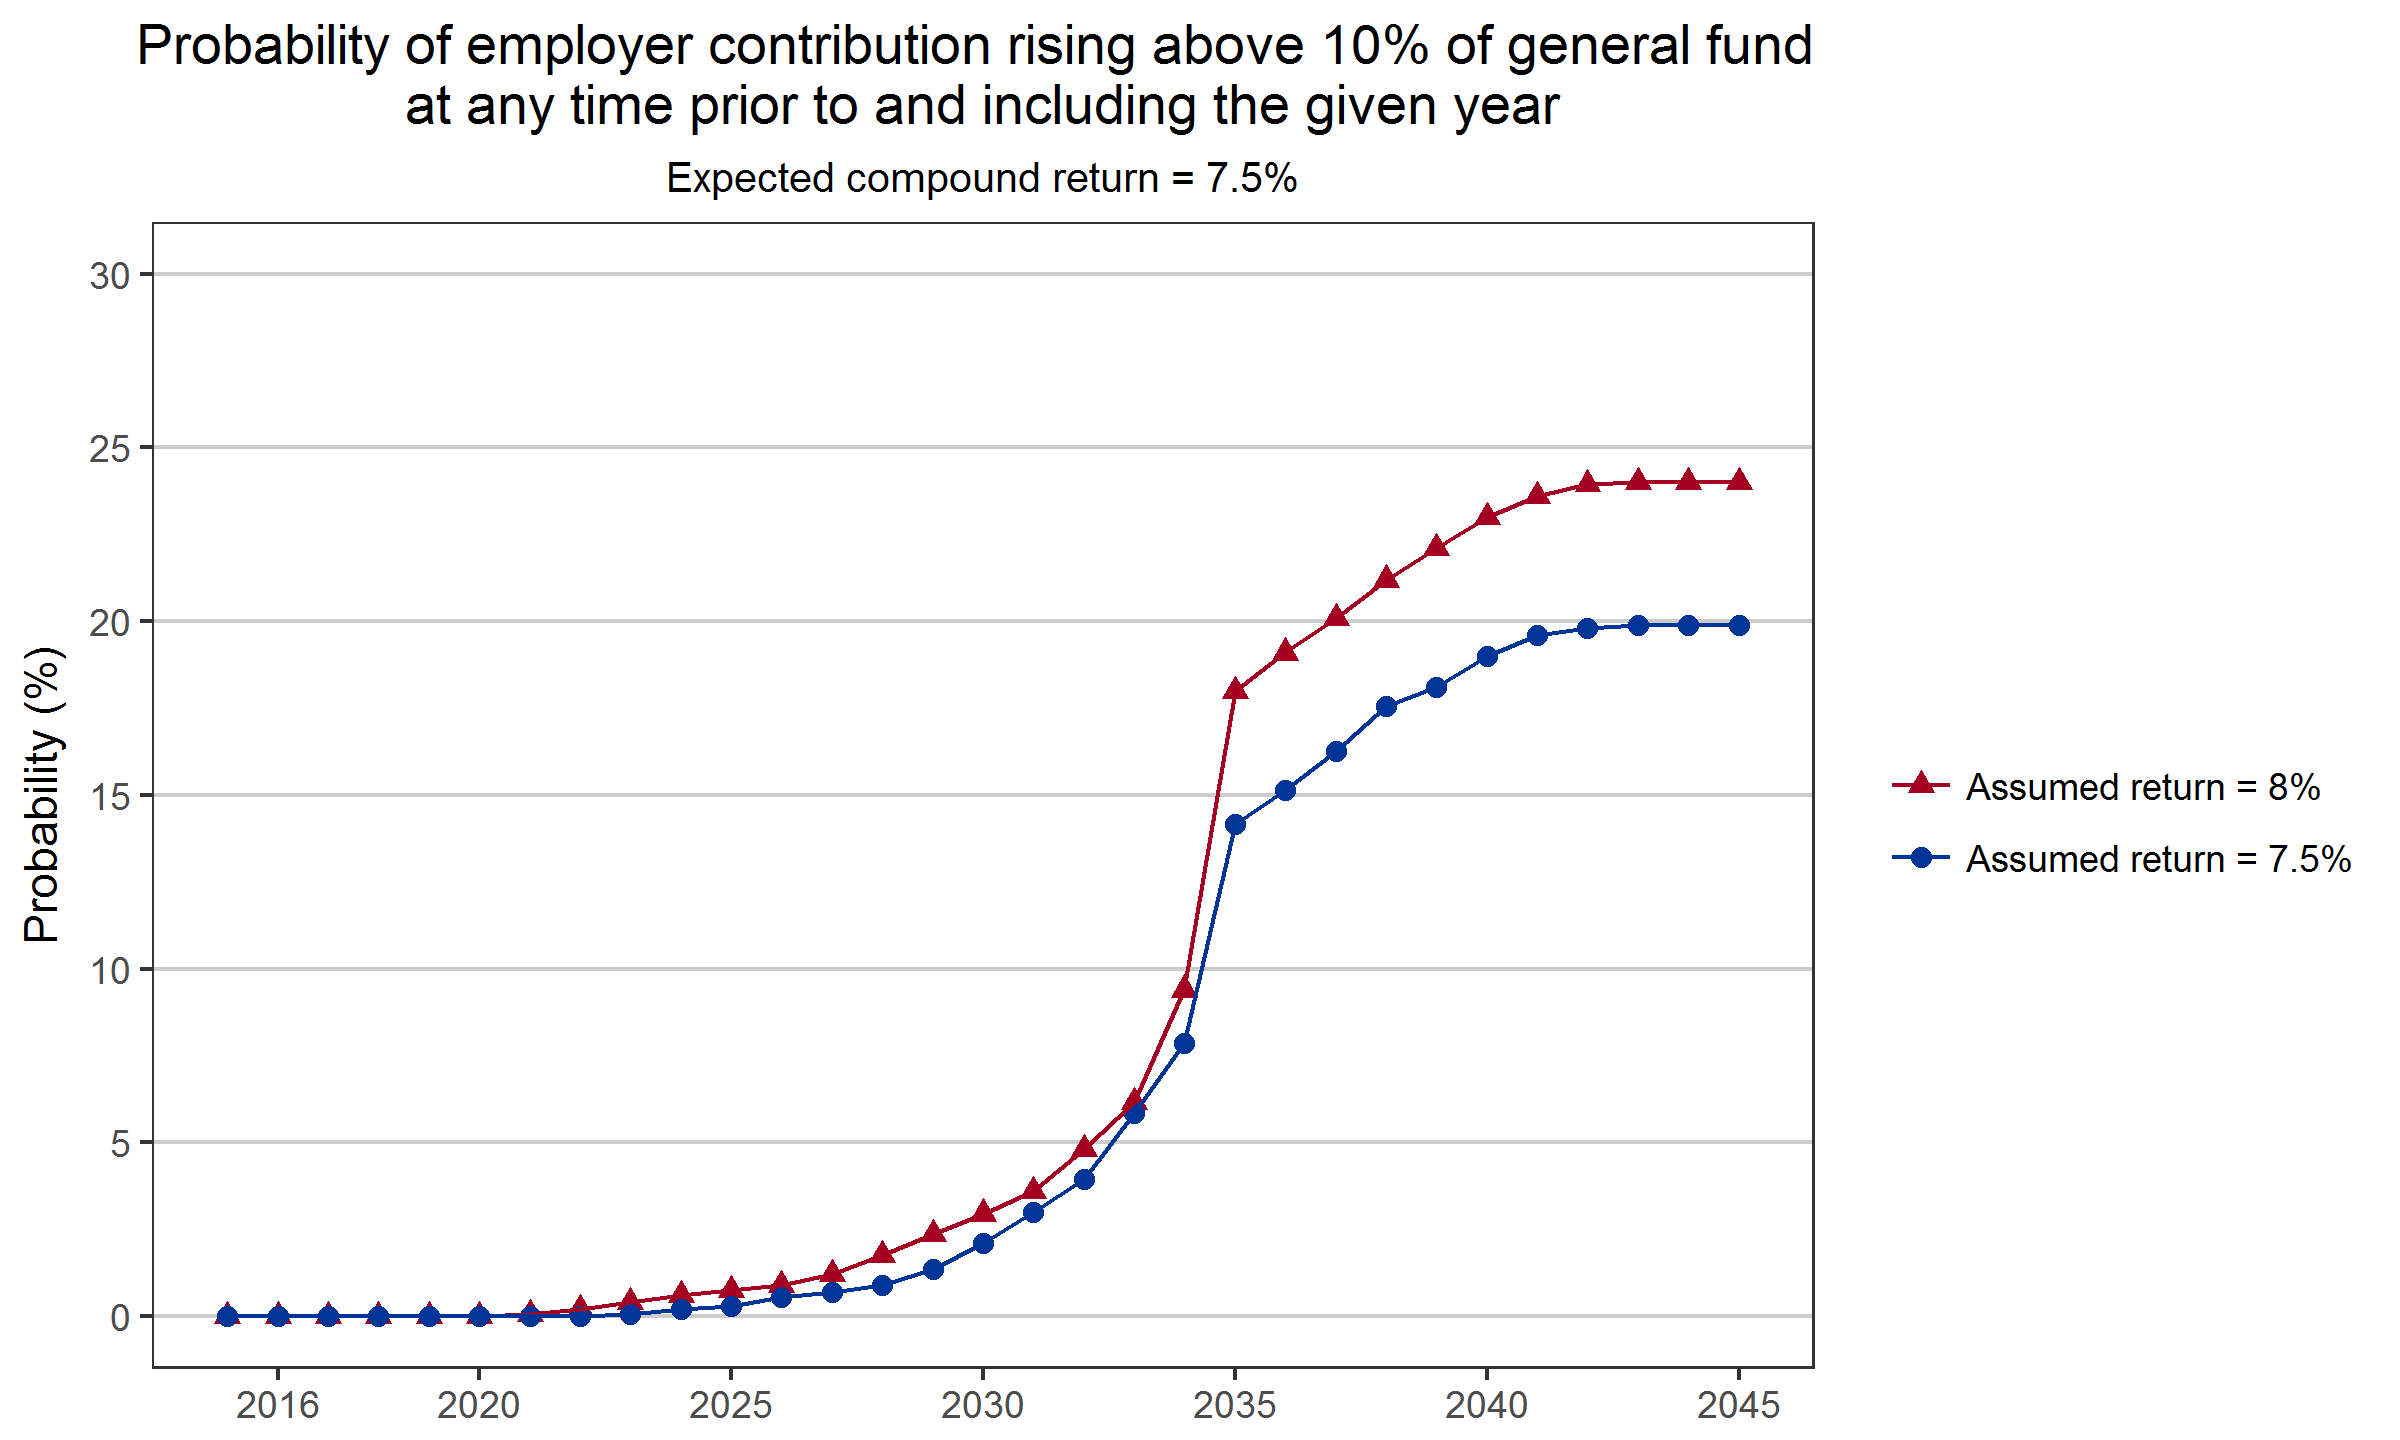 Probability of employer contribution rising above 10% of general fund
at any time prior to and including the given year
Expected compound return = 7.5%
Probability (%)
30
25
20
15
10
5
0
2016
2020
2025
2030
2035
2040
2045
Assumed return = 8%
Assumed return = 7.5%